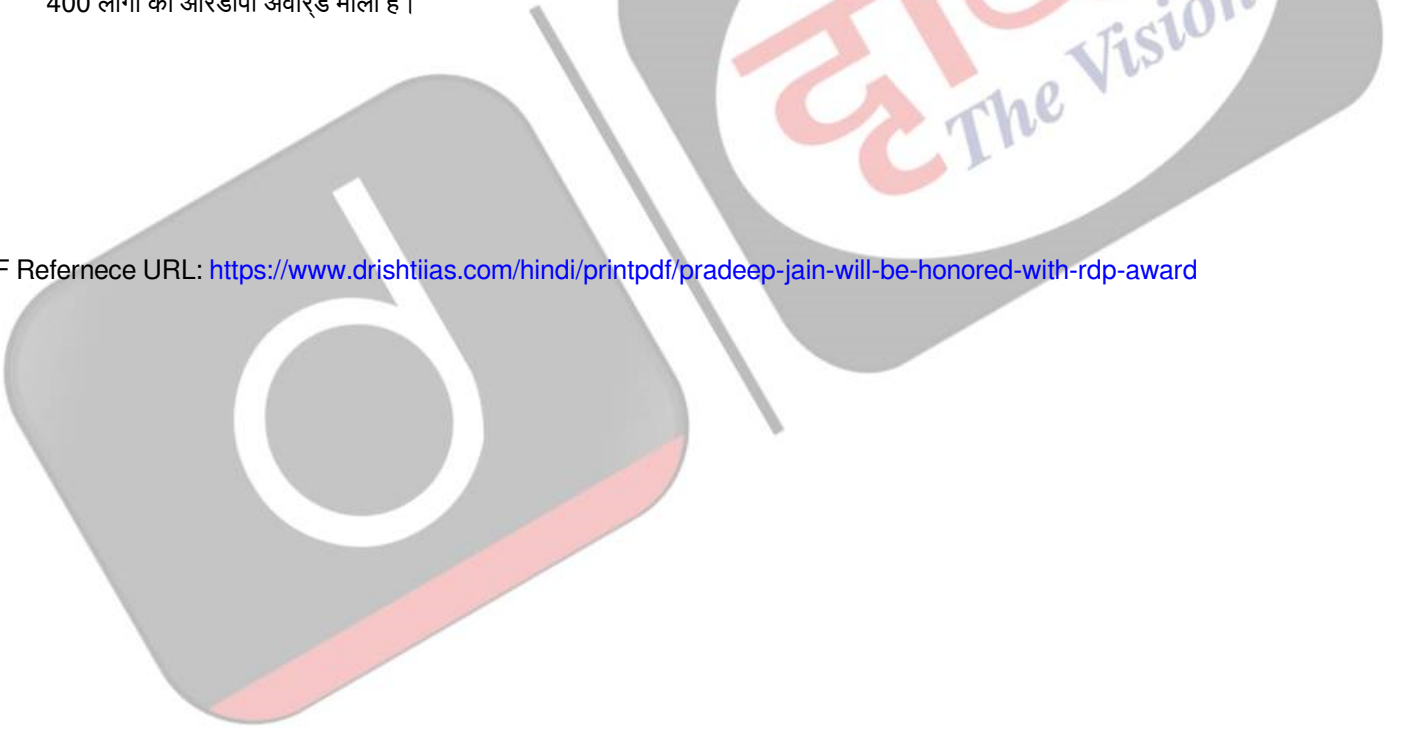 400 लोगों को आरडीपी अवार्ड मीला है।
The Vision
F Refernece URL: https://www.drishtiias.com/hindi/printpdf/pradeep-jain-will-be-honored-with-rdp-award